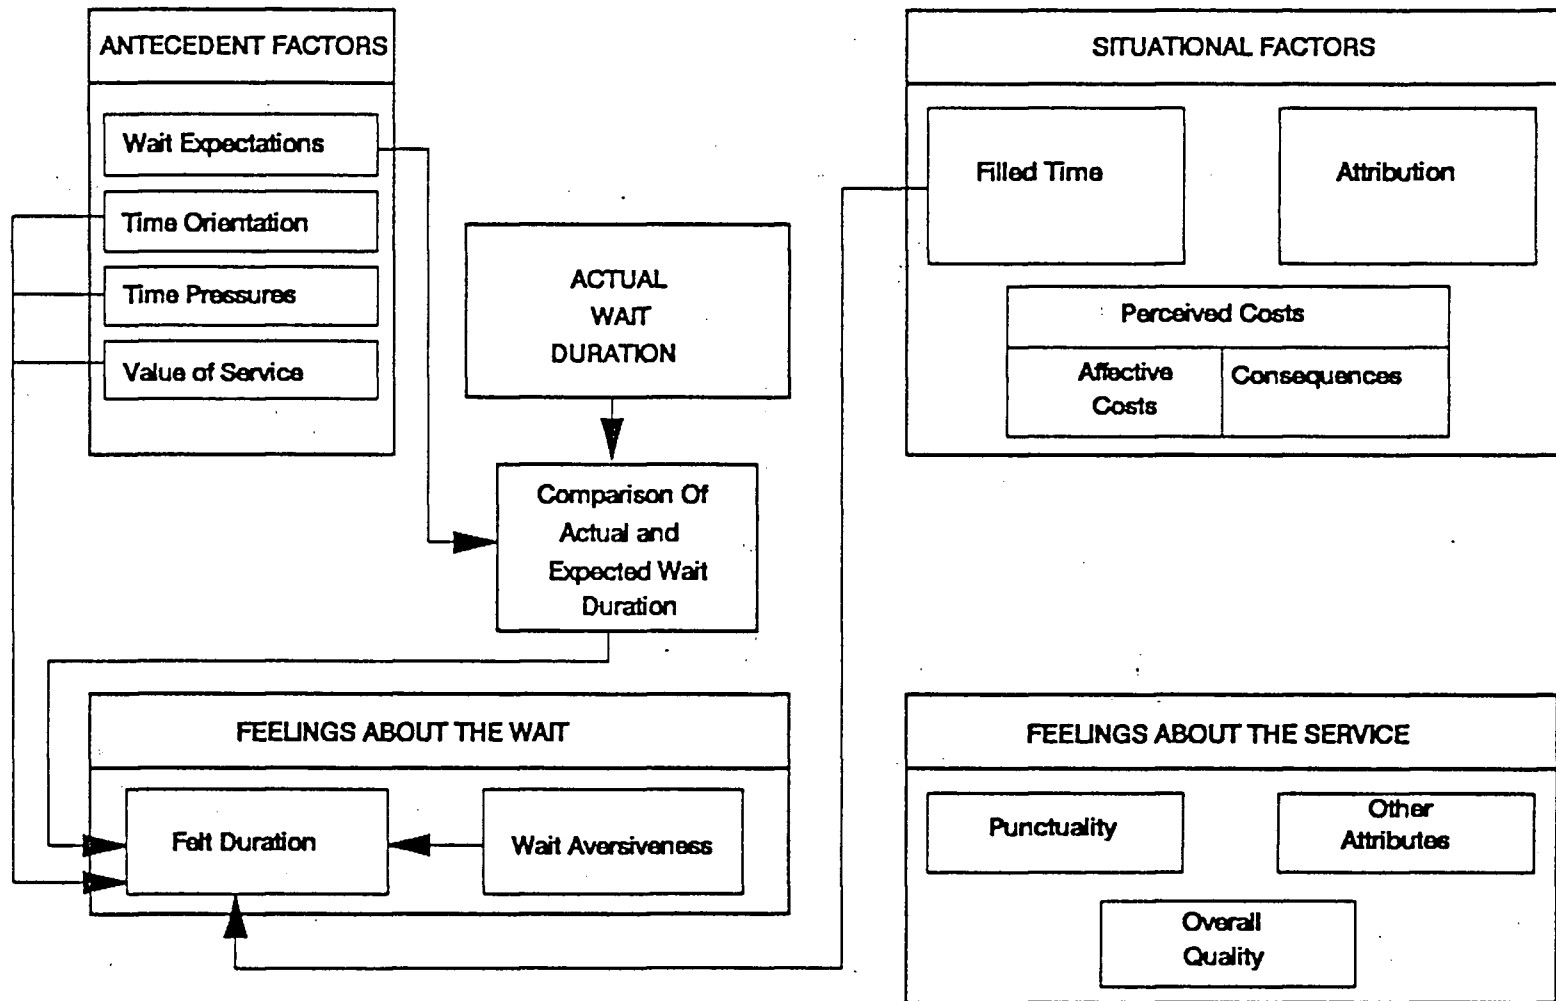 ANTECEDENT FACTORS
Wait Expectations
Time Orientation
Time Pressures
Value of Service
ACTUAL
WAIT
DURATION
Comparison Of
Actual and
Expected Wait
Duration
SITUATIONAL FACTORS
Filled Time
Attribution
Perceived Costs
Affective
Costs
Consequences
FEELINGS ABOUT THE WAIT
Felt Duration
Wait Aversiveness
FEELINGS ABOUT THE SERVICE
Punctuality
Other
Attributes
Overall
Quality